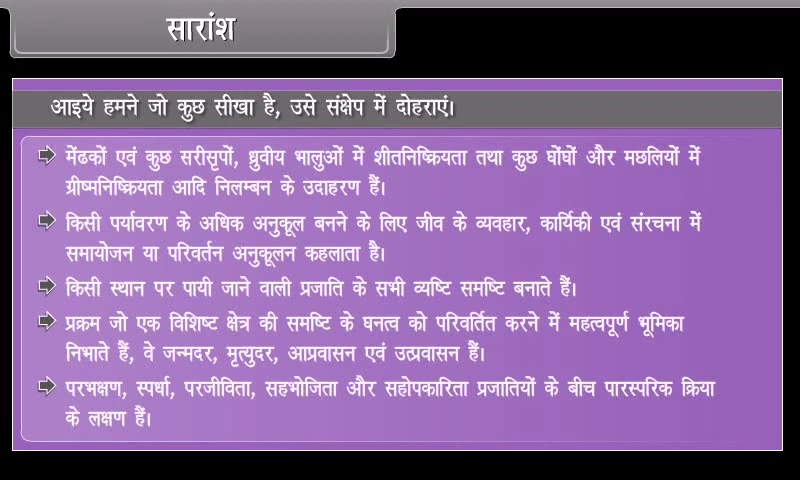 सारांश
आइये हमने जो कुछ सीखा है, उसे संक्षेप में दोहराएं।
मेंढकों एवं कुछ सरीसृपों, ध्रुवीय भालुओं में शीतनिष्क्रियता तथा कुछ घोंघों और मछलियों में
ग्रीष्मनिष्क्रियता आदि निलम्बन के उदाहरण हैं।
किसी पर्यावरण के अधिक अनुकूल बनने के लिए जीव के व्यवहार, कार्यिकी एवं संरचना में
समायोजन या परिवर्तन अनुकूलन कहलाता है।
किसी स्थान पर पायी जाने वाली प्रजाति के सभी व्यष्टि समष्टि बनाते हैं।
प्रक्रम जो एक विशिष्ट क्षेत्र की समष्टि के घनत्व को परिवर्तित करने में महत्वपूर्ण भूमिका
निभाते हैं, वे जन्मदर, मृत्युदर, आप्रवासन एवं उत्प्रवासन हैं।
परभक्षण, स्पर्धा, परजीविता, सहभोजिता और सहोपकारिता प्रजातियों के बीच पारस्परिक क्रिया
के लक्षण हैं।